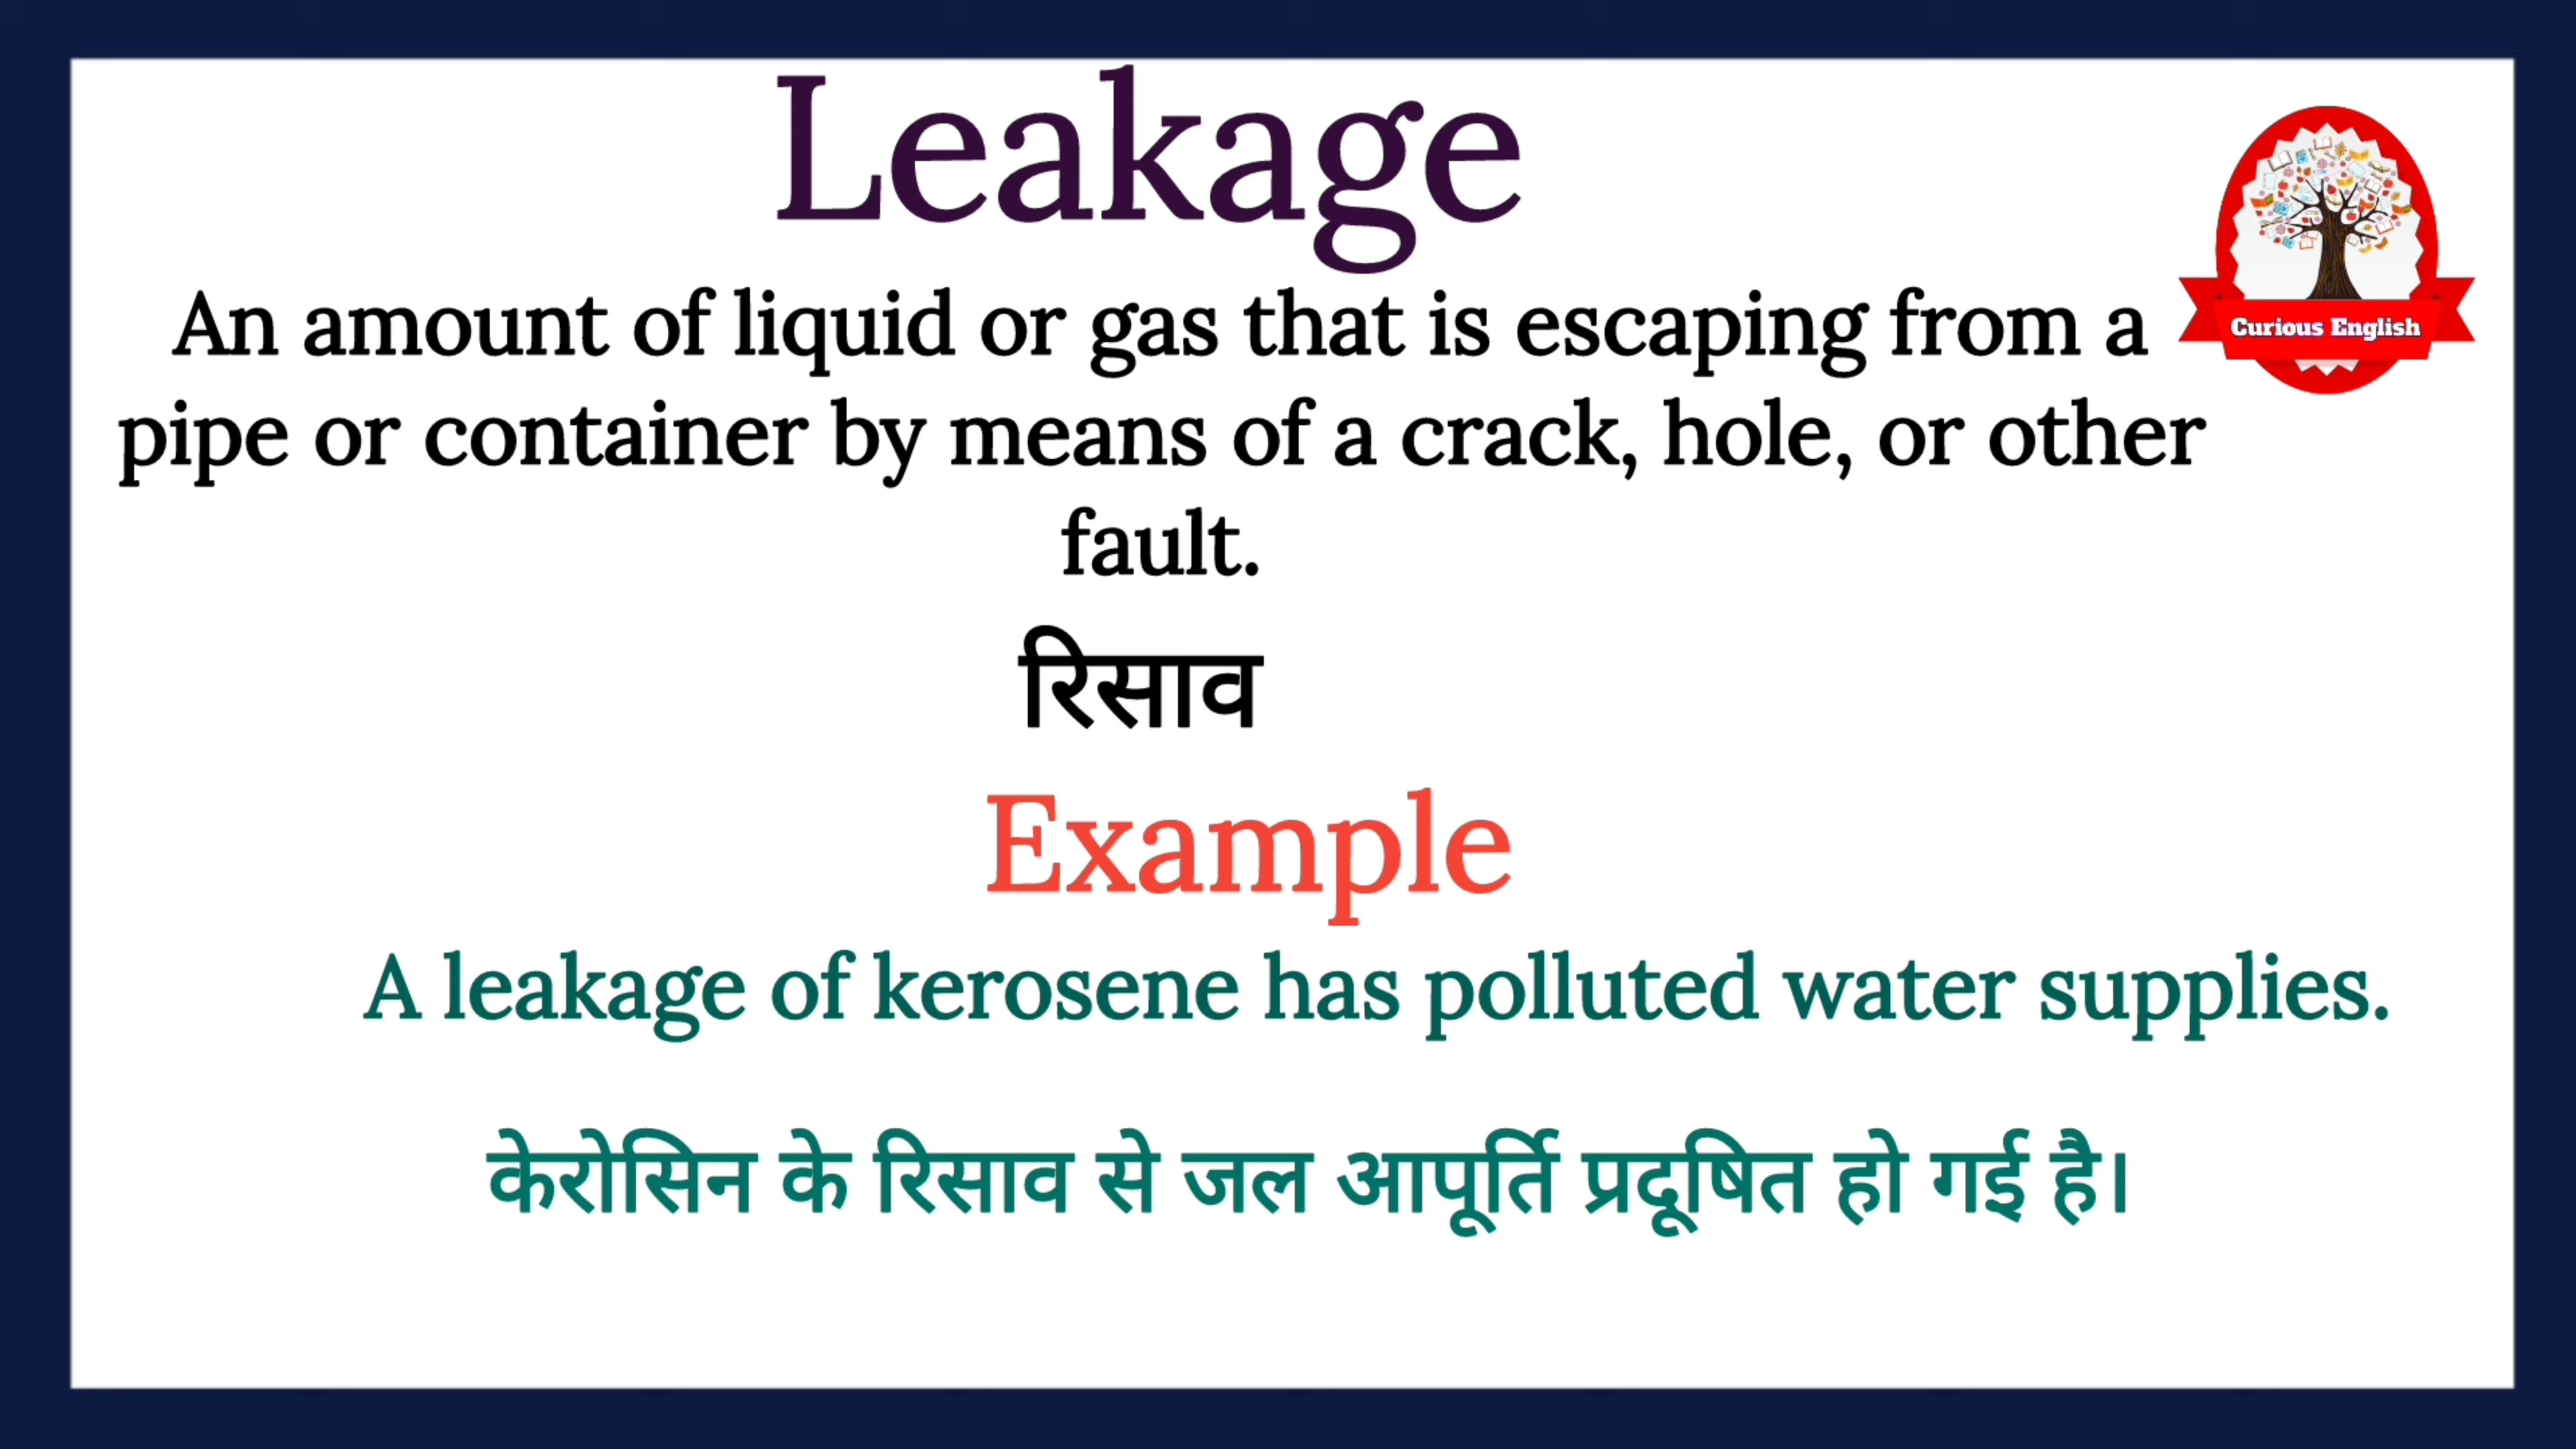 Leakage
An amount of liquid or gas that is escaping from a
pipe or container by means of a crack, hole, or other
fault.
Curious English
रिसाव
Example
A leakage of kerosene has polluted water supplies.
केरोसिन के रिसाव से जल आपूर्ति प्रदूषित हो गई है।